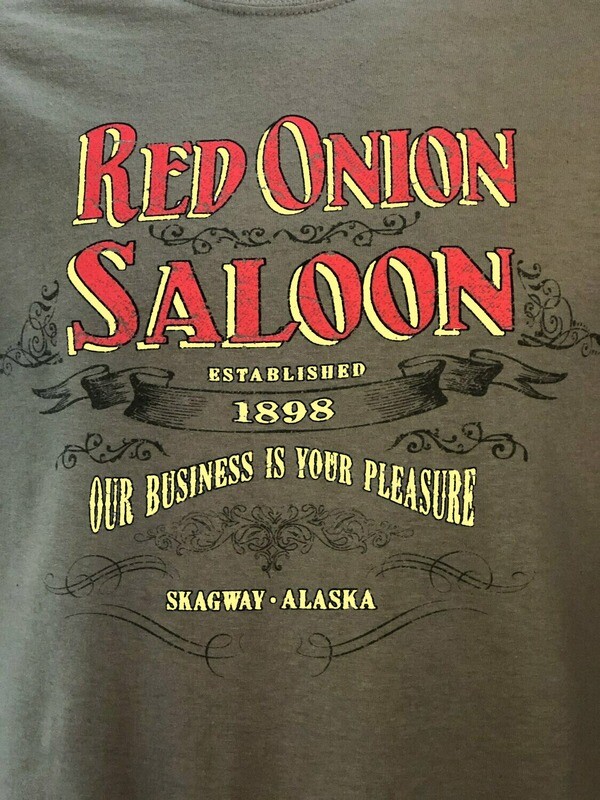 RED ONION
SALOON
ESTABLISHED
1898
OUR BUSINESS IS YOUR PLEASURE
SKAGWAY • ALASKA